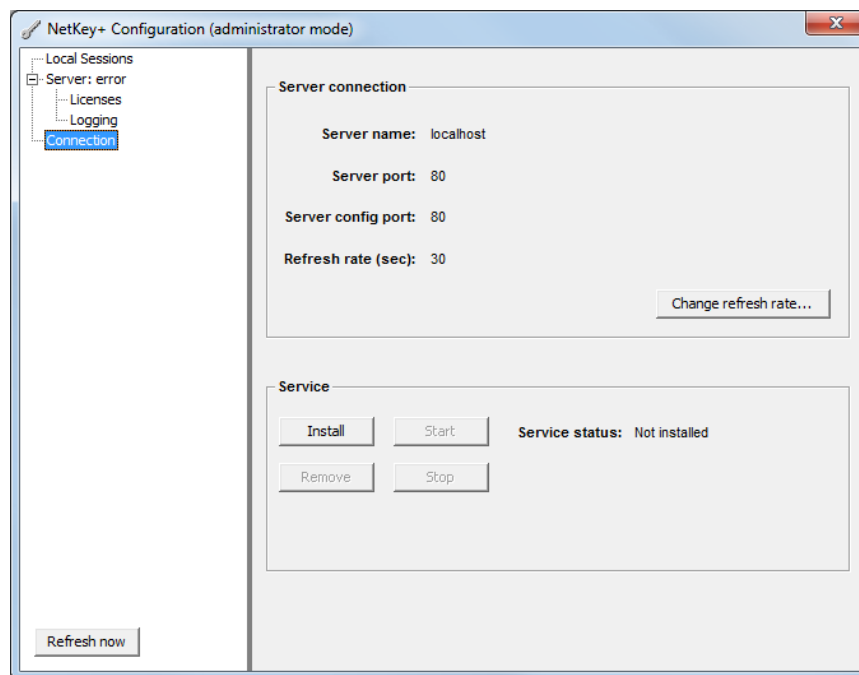 NetKey+ Configuration (administrator mode)
Local Sessions
Server: error
Licenses
Logging
Connection
Refresh now
Server connection
Server name: localhost
Server port: 80
Server config port: 80
Refresh rate (sec): 30
Change refresh rate...
Service
Install Start Service status: Not installed
Remove Stop